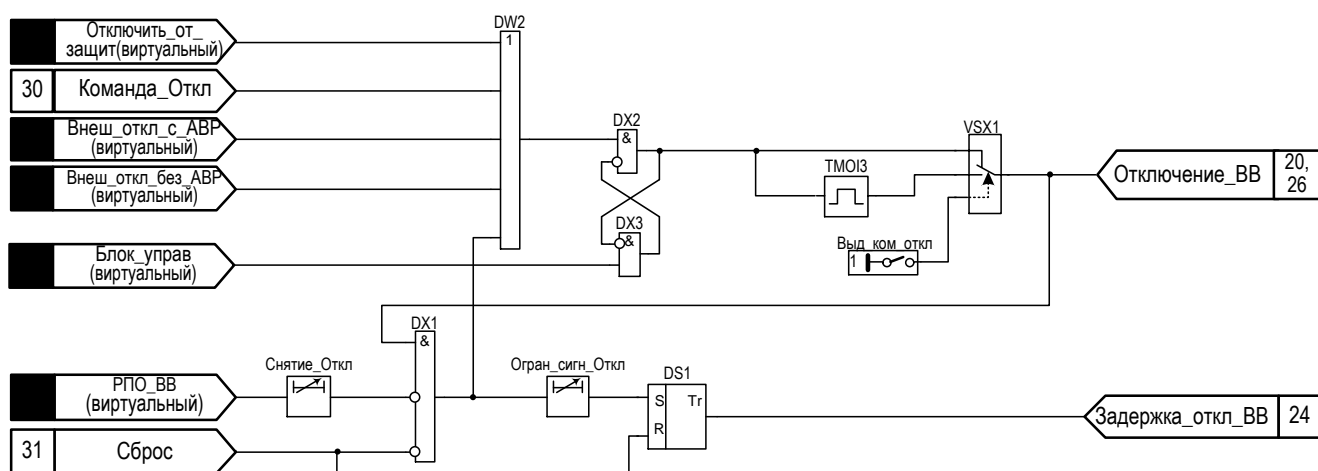 Отключить_от_
защит(виртуальный)
DW2
1
30
Команда_Откл
Внеш_откл_с_АВР
(виртуальный)
DX2
&
VSX1
TMOI3
Отключение_ВВ
20,
26
Внеш_откл_без_АВР
(виртуальный)
DX3
&
Блок_управ
(виртуальный)
Выд_ком_откл
1
DX1
&
Снятие_Откл
Огран_сигн_Откл
DS1
РПО_ВВ
(виртуальный)
S
Tr
R
Задержка_откл_ВВ
24
31
Сброс